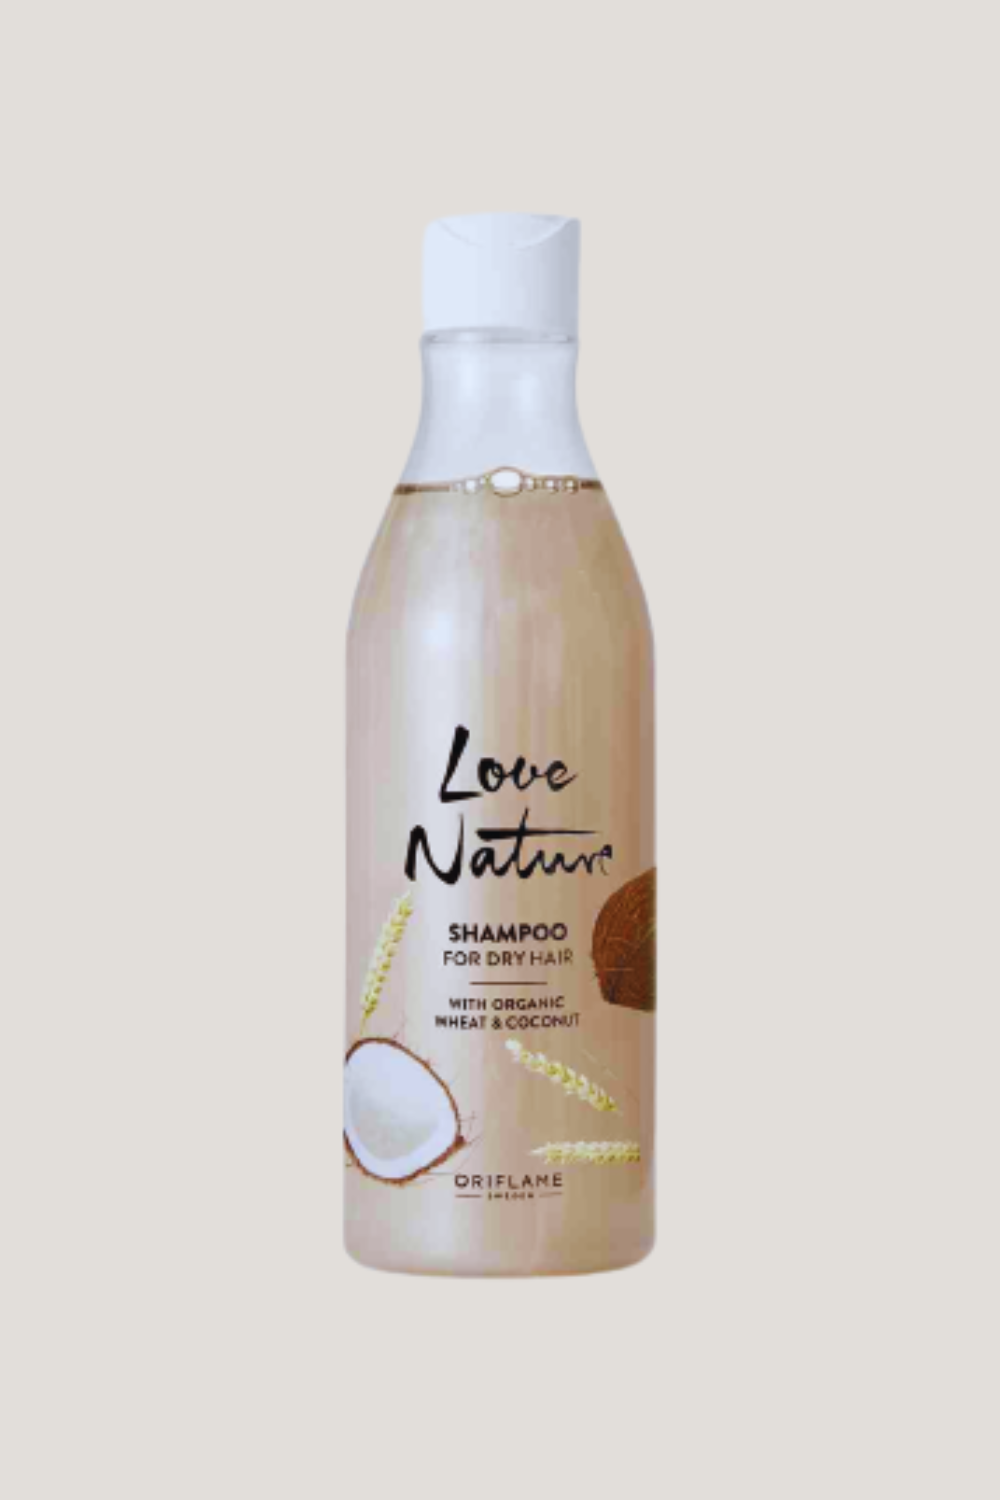 Love
Nature
SHAMPOO
FOR DRY HAIR
WITH ORGANIC
WHEAT & COCONUT
ORIFLAME
SWEDEN